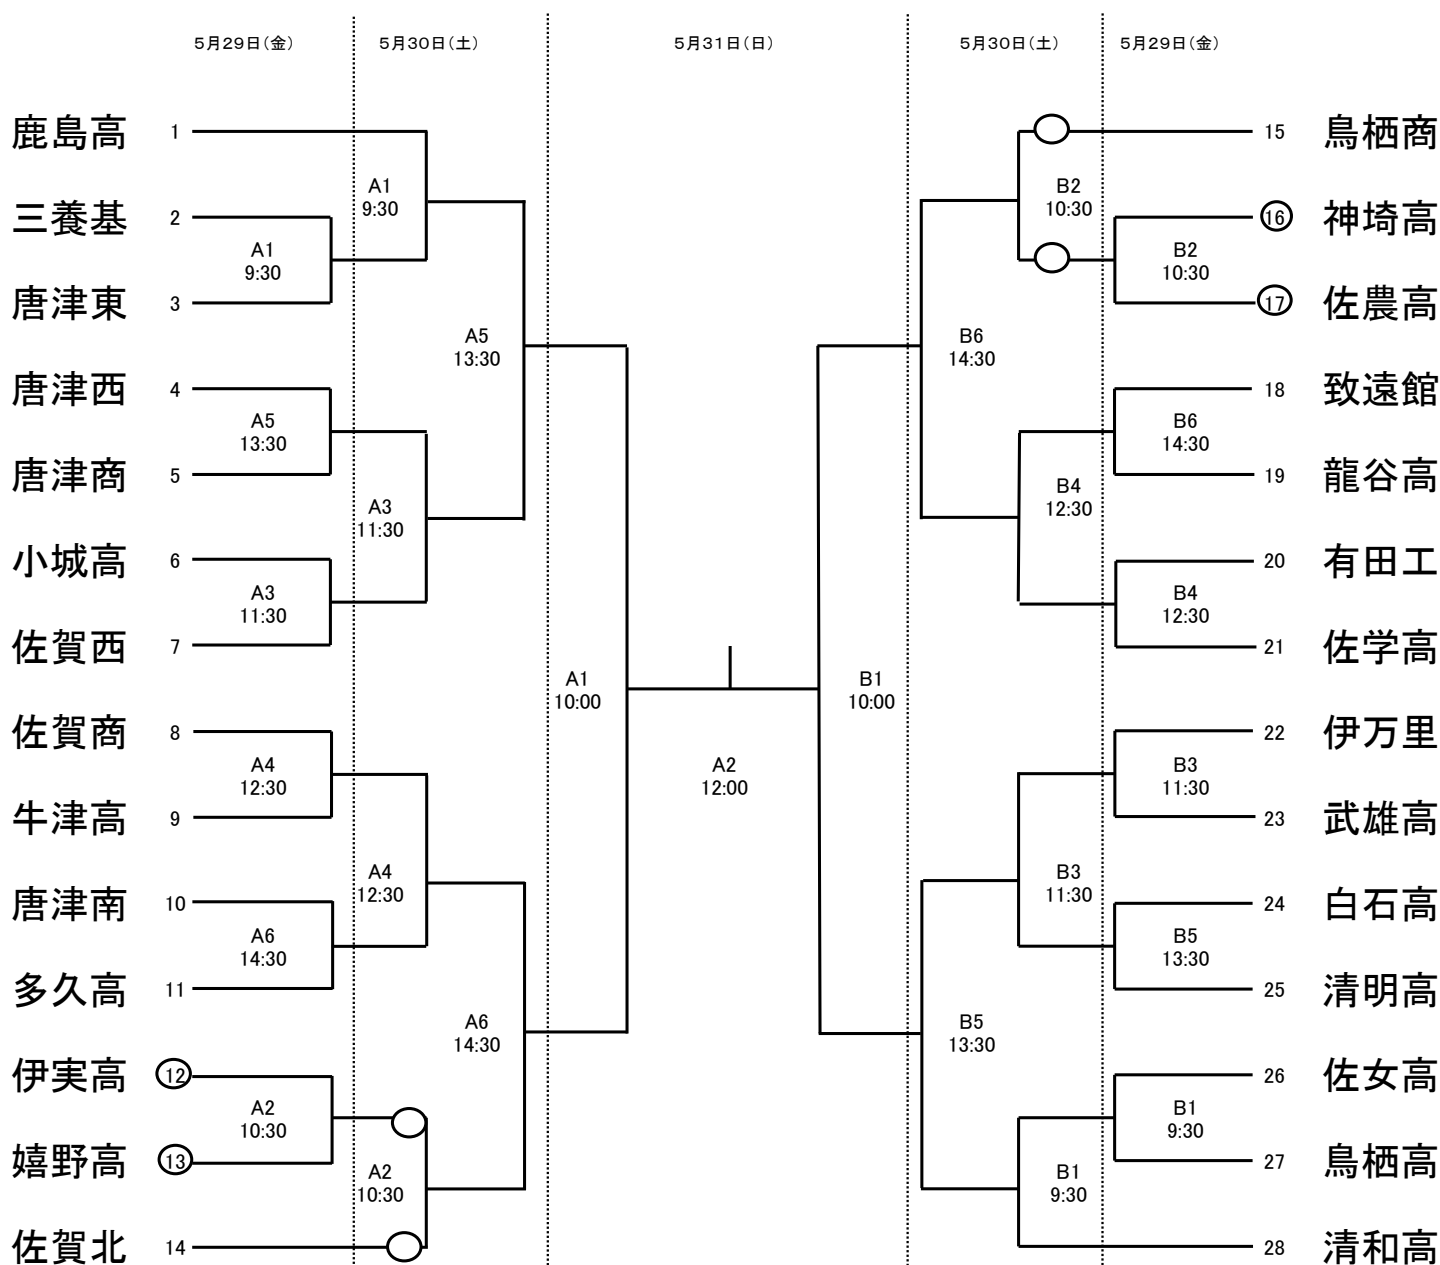 5月29日(金)
5月30日(土)
5月31日(日)
5月30日(土)
5月29日(金)
鹿島高 1
15 鳥栖商
A1
9:30
B2
10:30
三養基 2
16 神埼高
A1
9:30
B2
10:30
唐津東 3
17 佐農高
A5
13:30
B6
14:30
唐津西 4
18 致遠館
A5
13:30
B6
14:30
唐津商 5
19 龍谷高
A3
11:30
B4
12:30
小城高 6
20 有田工
A3
11:30
B4
12:30
佐賀西 7
21 佐学高
A1
10:00
B1
10:00
佐賀商 8
22 伊万里
A4
12:30
A2
12:00
B3
11:30
牛津高 9
23 武雄高
A4
12:30
B3
11:30
唐津南 10
24 白石高
A6
14:30
B5
13:30
多久高 11
25 清明高
A6
14:30
B5
13:30
伊実高 12
26 佐女高
A2
10:30
B1
9:30
嬉野高 13
27 鳥栖高
A2
10:30
B1
9:30
佐賀北 14
28 清和高